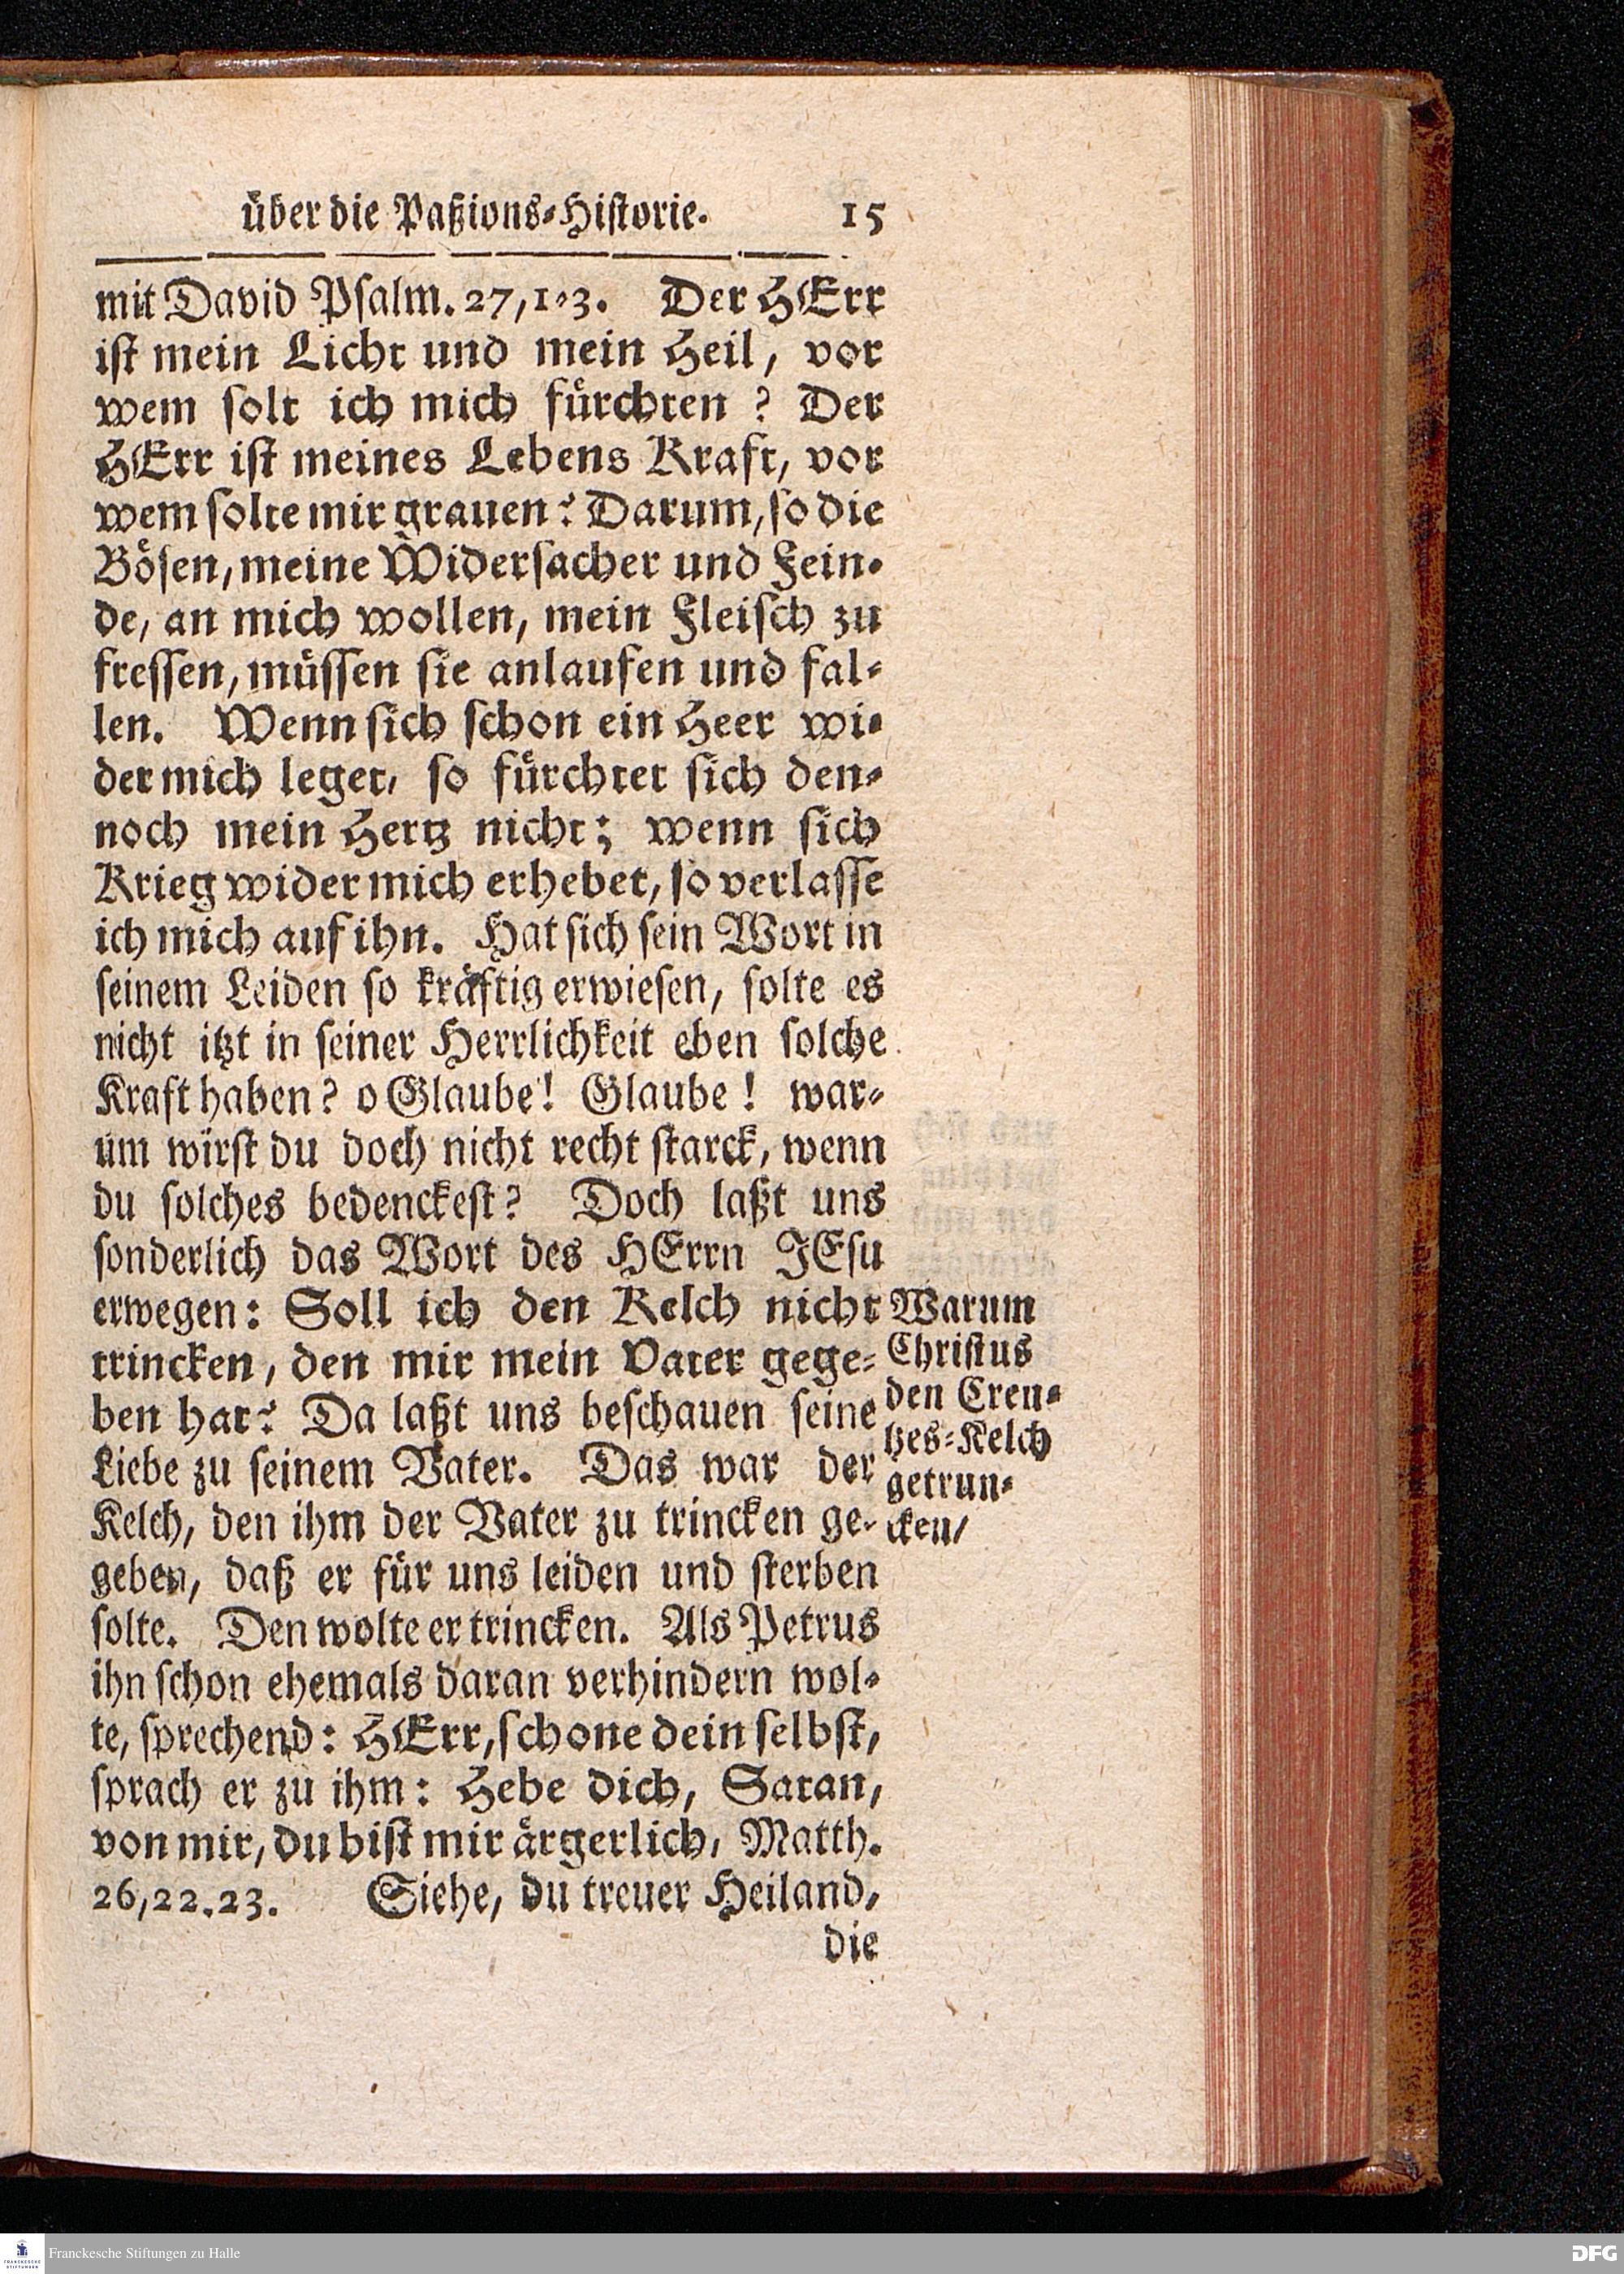 über die Paßions-Historie. 15
mit David Psalm. 27, 1-3. Der HErr
ist mein Licht und mein Heil, vor
wem solt ich mich fürchten? Der
HErr ist meines Lebens Kraft, vor
wem solte mir grauen? Darum, so die
Bösen, meine Widersacher und Fein-
de, an mich wollen, mein Fleisch zu
fressen, müssen sie anlaufen und fal-
len. Wenn sich schon ein Heer wi-
der mich leget, so fürchtet sich den-
noch mein Hertz nicht; wenn sich
Krieg wider mich erhebet, so verlasse
ich mich auf ihn. Hat sich sein Wort in
seinem Leiden so kräftig erwiesen, solte es
nicht itzt in seiner Herrlichkeit eben solche
Kraft haben? o Glaube! Glaube! war-
um wirst du doch nicht recht starck, wenn
du solches bedenckest? Doch laßt uns
sonderlich das Wort des HErrn JEsu
erwegen: Soll ich den Kelch nicht
trincken, den mir mein Vater gege-
ben hat? Da laßt uns beschauen seine
Liebe zu seinem Vater. Das war der
Kelch, den ihm der Vater zu trincken ge-
geben, daß er für uns leiden und sterben
solte. Den wolte er trincken. Als Petrus
ihn schon ehemals daran verhindern wol-
te, sprechend: HErr, schone dein selbst,
sprach er zu ihm: Hebe dich, Satan,
von mir, du bist mir ärgerlich, Matth.
26, 22. 23. Siehe, du treuer Heiland,
die
Warum
Christus
den Creu-
tzes-Kelch
getrun-
cken/
Franckesche Stiftungen zu Halle
DFG